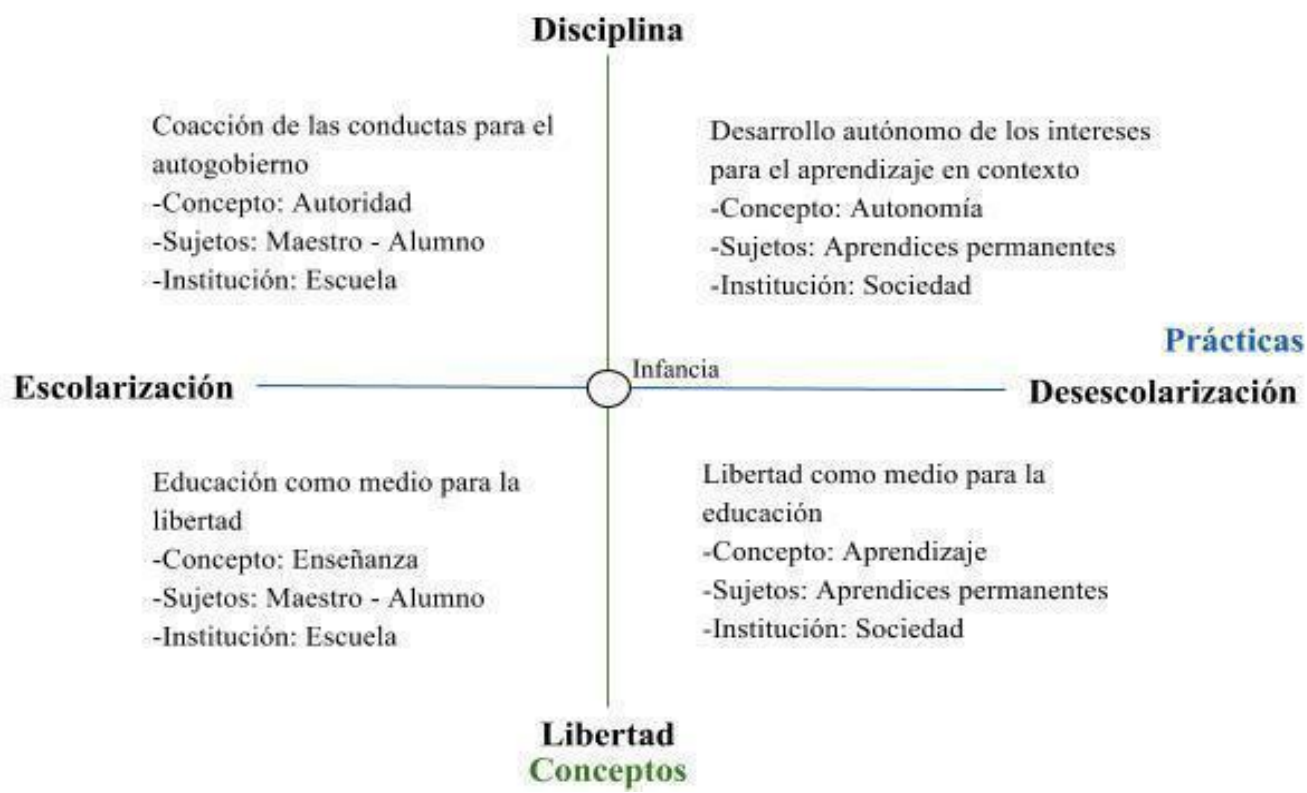 Disciplina
Coacción de las conductas para el
autogobierno
-Concepto: Autoridad
-Sujetos: Maestro - Alumno
-Institución: Escuela
Desarrollo autónomo de los intereses
para el aprendizaje en contexto
-Concepto: Autonomía
-Sujetos: Aprendices permanentes
-Institución: Sociedad
Prácticas
Escolarización
Infancia
Desescolarización
Educación como medio para la
libertad
-Concepto: Enseñanza
-Sujetos: Maestro - Alumno
-Institución: Escuela
Libertad como medio para la
educación
-Concepto: Aprendizaje
-Sujetos: Aprendices permanentes
-Institución: Sociedad
Libertad
Conceptos